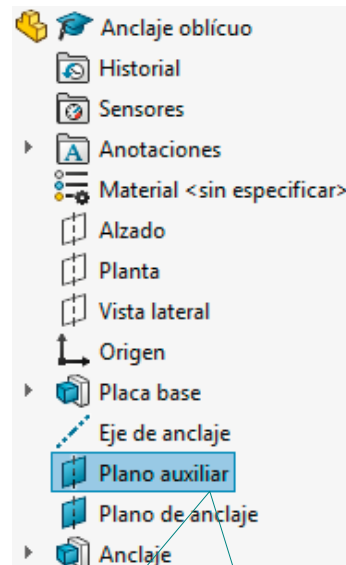 Anclaje oblícuo
Historial
Sensores
Anotaciones
Material <sin especificar>
Alzado
Planta
Vista lateral
Origen
Placa base
Eje de anclaje
Plano auxiliar
Plano de anclaje
Anclaje